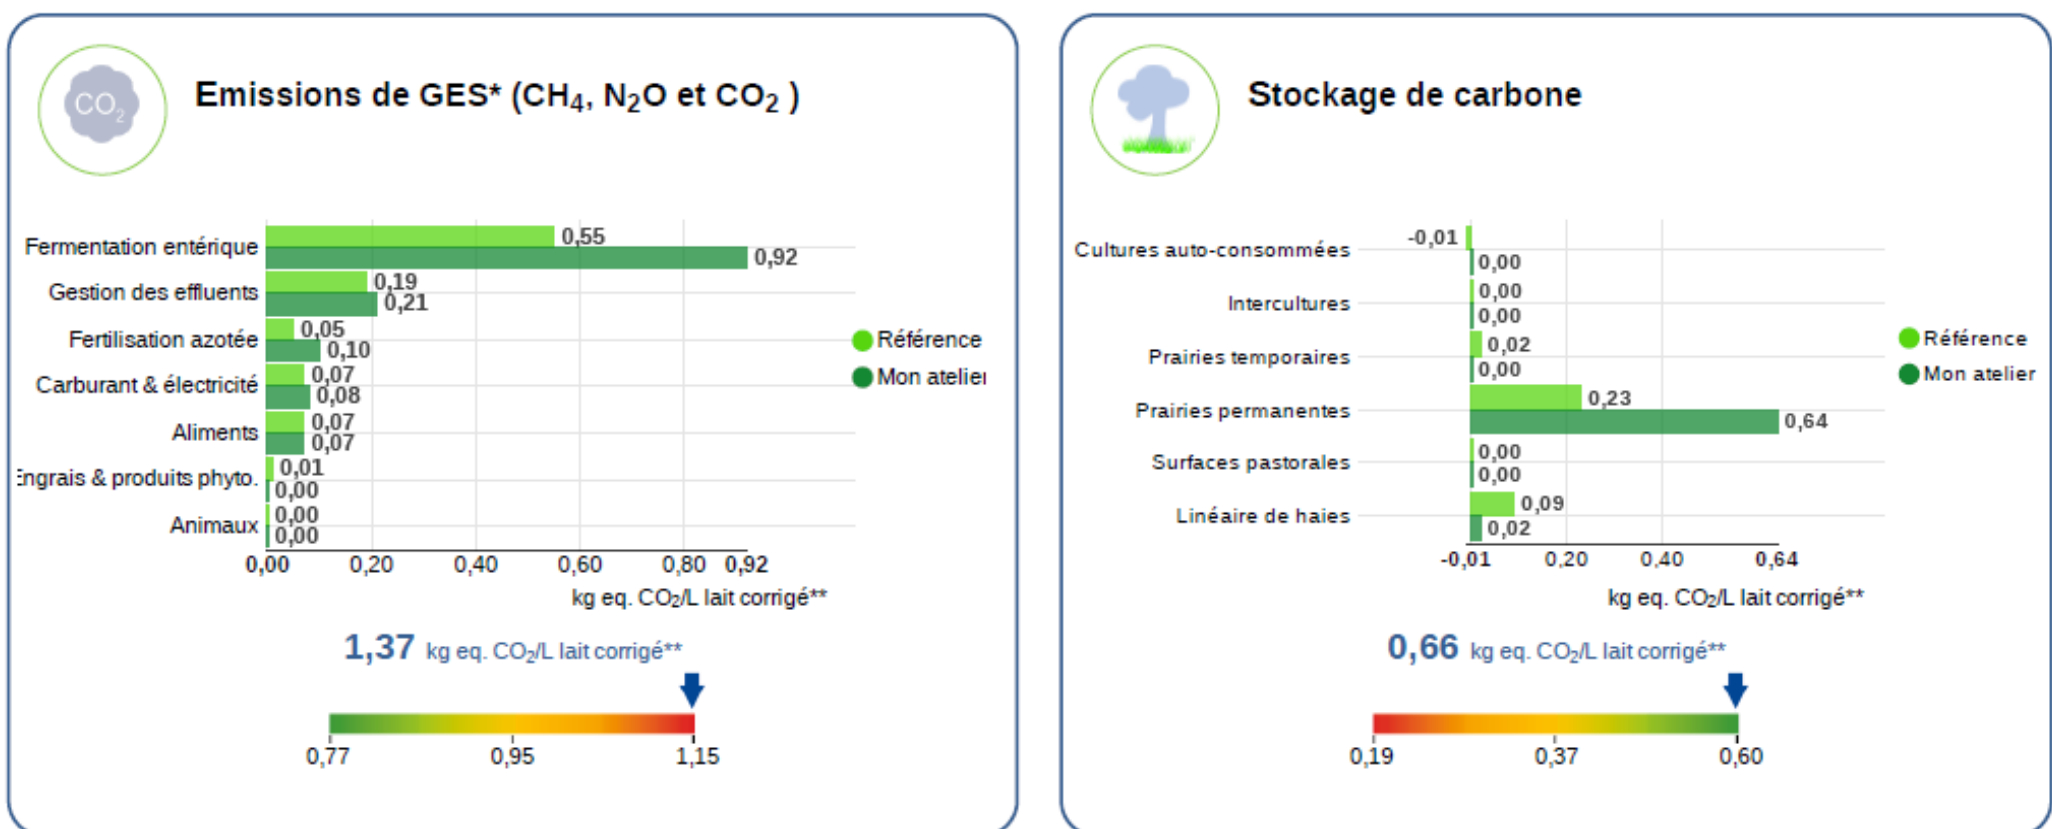 CO2
Emissions de GES* (CH4, N2O et CO2 )
Fermentation entérique
0,55
0,92
Gestion des effluents
0,19
0,21
Fertilisation azotée
0,05
0,10
Carburant & électricité
0,07
0,08
Aliments
0,07
0,07
Engrais & produits phyto.
0,01
0,00
Animaux
0,00
0,00
Référence
Mon atelier
0,00 0,20 0,40 0,60 0,80 0,92
kg eq. CO2/L lait corrigé**
1,37 kg eq. CO2/L lait corrigé**
0,77 0,95 1,15
Stockage de carbone
Cultures auto-consommées
-0,01
0,00
Intercultures
0,00
0,00
Prairies temporaires
0,02
0,00
Prairies permanentes
0,23
0,64
Surfaces pastorales
0,00
0,00
Linéaire de haies
0,09
0,02
Référence
Mon atelier
-0,01 0,20 0,40 0,64
kg eq. CO2/L lait corrigé**
0,66 kg eq. CO2/L lait corrigé**
0,19 0,37 0,60